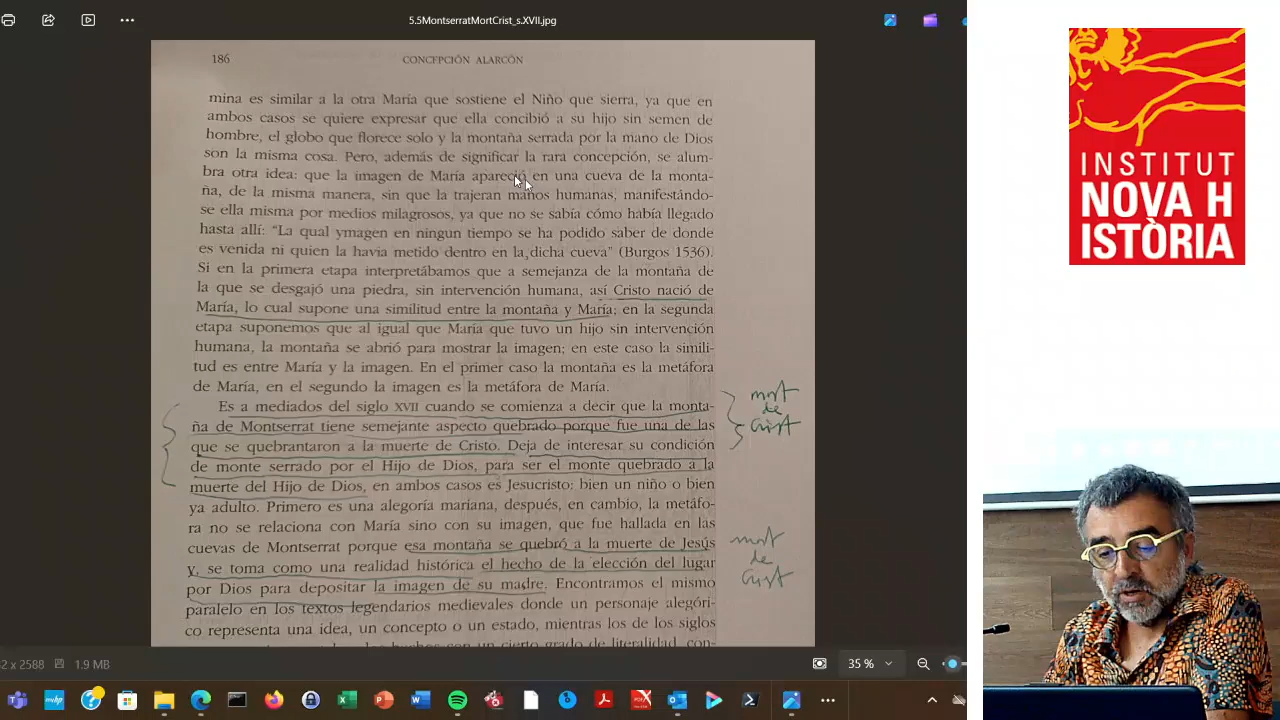 5.5MontserratMortCrist_s.XVII.jpg
186
CONCEPCIÓN ALARCÓN
mina es similar a la otra María que sostiene el Niño que sierra, ya que en
ambos casos se quiere expresar que ésta concibió a su hijo sin semen de
hombre, el globo que florece solo y la montaña serrada por la mano de Dios
son la misma cosa. Pero, además de significar la rara concepción, se alum-
bra otra idea: que la imagen de María apareció en una cueva de la monta-
ña, de la misma manera, sin que la trajeran manos humanas, manifestándo-
se ella misma por medios milagrosos, ya que no se sabía cómo había llegado
hasta allí: "La qual ymagen en ningun tiempo se ha podido saber de donde
es venida ni quien la havia metido dentro en la dicha cueva" (Burgos 1536).
Si en la primera etapa interpretábamos que a semejanza de la montaña de
la que se desgajó una piedra, sin intervención humana, así Cristo nació de
María, lo cual supone una similitud entre la montaña y María; en la segunda
etapa suponemos que al igual que María que tuvo un hijo sin intervención
humana, la montaña se abrió para mostrar la imagen; en este caso la simili-
tud es entre María y la imagen. En el primer caso la montaña es la metáfora
de María, en el segundo la imagen es la metáfora de María.
Es a mediados del siglo XVII cuando se comienza a decir que la monta-
ña de Montserrat tiene semejante aspecto quebrado porque fue una de las
que se quebrantaron a la muerte de Cristo. Deja de interesar su condición
de monte serrado por el Hijo de Dios, para ser el monte quebrado a la
muerte del Hijo de Dios, en ambos casos es Jesucristo: bien un niño o bien
ya adulto. Primero es una alegoría mariana, después, en cambio, la metáfo-
ra no se relaciona con María sino con su imagen, que fue hallada en las
cuevas de Montserrat porque esa montaña se quebró a la muerte de Jesús
y, se toma como una realidad histórica el hecho de la elección del lugar
por Dios para depositar la imagen de su madre. Encontramos el mismo
paralelo en los textos legendarios medievales donde un personaje alegóri-
co representa una idea, un concepto o un estado, mientras los de los siglos
con un cierto grado de literalidad, con-
mort
de
Crist
mort
de
Crist
2 x 2588
1.9 MB
35 %
INSTITUT
NOVA H
ISTÒRIA